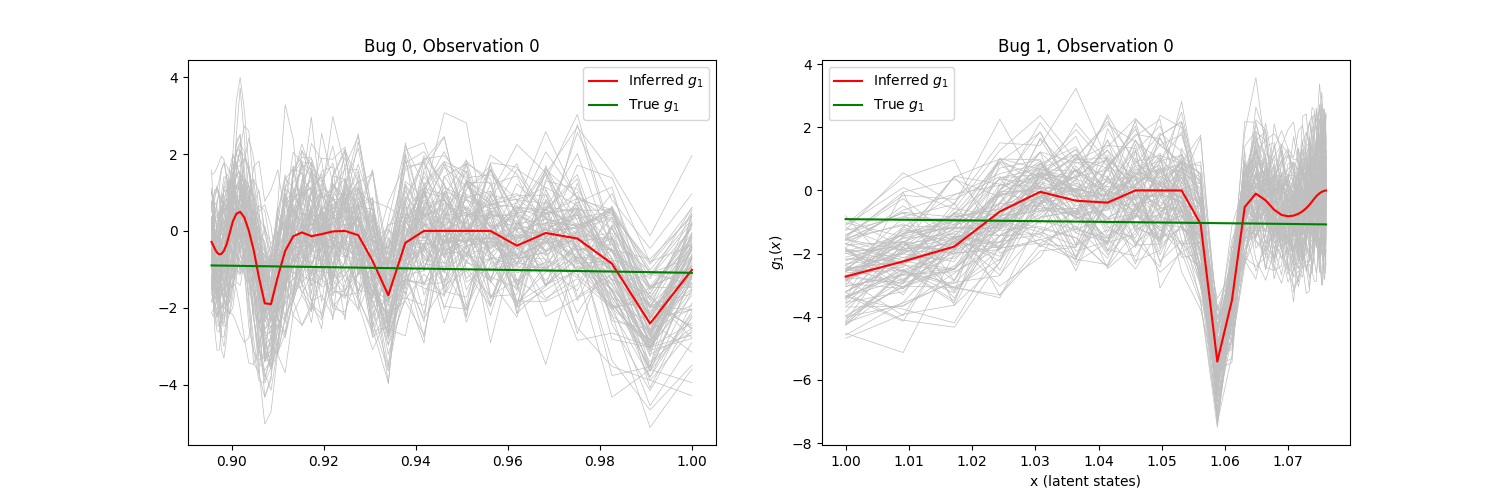 Bug 0, Observation 0
Inferred g₁
True g₁
4
2
0
−2
−4
0.90 0.92 0.94 0.96 0.98 1.00
Bug 1, Observation 0
Inferred g₁
True g₁
g₁(x)
4
2
0
−2
−4
−6
−8
1.00 1.01 1.02 1.03 1.04 1.05 1.06 1.07
x (latent states)